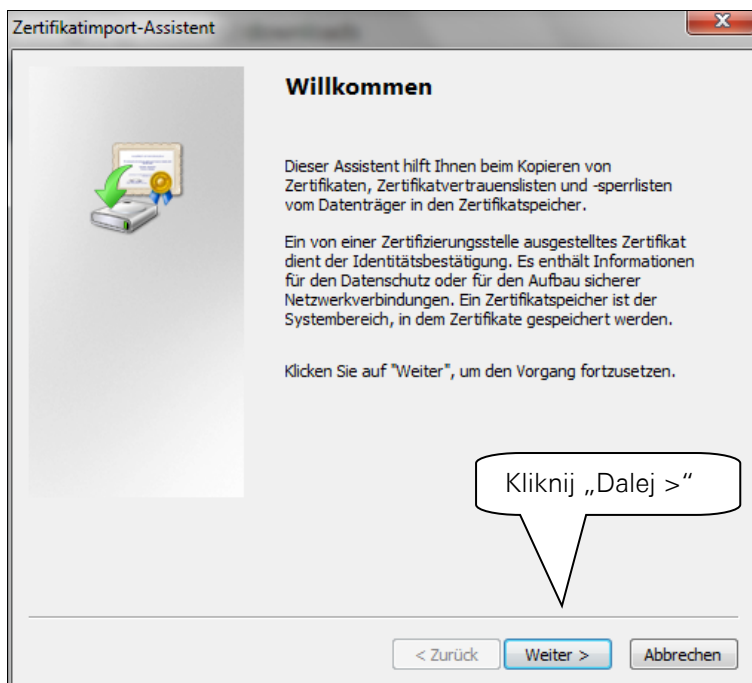 Zertifikatimport-Assistent
Willkommen
Dieser Assistent hilft Ihnen beim Kopieren von
Zertifikaten, Zertifikatvertrauenslisten und -sperrlisten
vom Datenträger in den Zertifikatspeicher.
Ein von einer Zertifizierungsstelle ausgestelltes Zertifikat
dient der Identitätsbestätigung. Es enthält Informationen
für den Datenschutz oder für den Aufbau sicherer
Netzwerkverbindungen. Ein Zertifikatspeicher ist der
Systembereich, in dem Zertifikate gespeichert werden.
Klicken Sie auf "Weiter", um den Vorgang fortzusetzen.
Kliknij „Dalej >“
< Zurück Weiter > Abbrechen